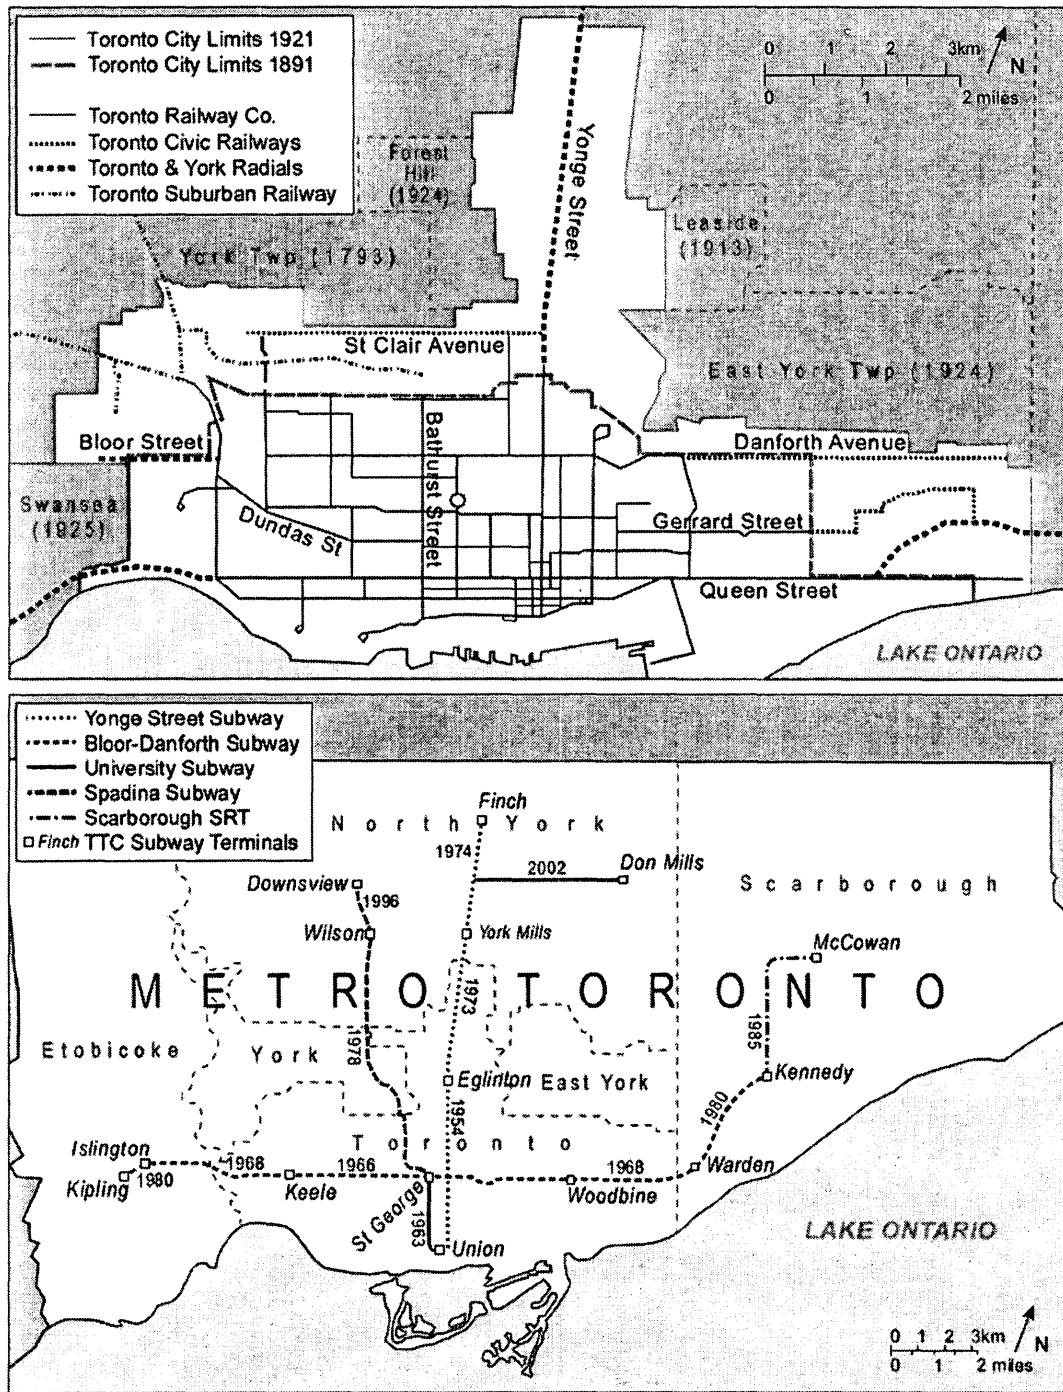 Toronto City Limits 1921
Toronto City Limits 1891
Toronto Railway Co.
Toronto Civic Railways
Toronto & York Radials
Toronto Suburban Railway
0 1 2 3km
0 1 2 miles
N
Forest
Hill
(1924)
Yonge Street
Leaside
(1913)
York Twp (1793)
St Clair Avenue
East York Twp (1924)
Bloor Street
Bathurst Street
Danforth Avenue
Swansea
(1925)
Dundas St
Gerrard Street
Queen Street
LAKE ONTARIO
Yonge Street Subway
Bloor-Danforth Subway
University Subway
Spadina Subway
Scarborough SRT
Finch TTC Subway Terminals
Finch
North York
1974
2002
Don Mills
Downsview
1996
Scarborough
Wilson
York Mills
McCowan
METRO TORONTO
1973
1978
1985
Etobicoke
York
Eglinton
East York
Kennedy
1954
1980
Toronto
Islington
1968
1966
1968
Warden
Kipling
1980
Keele
St George
Woodbine
1963
Union
LAKE ONTARIO
0 1 2 3km
0 1 2 miles
N